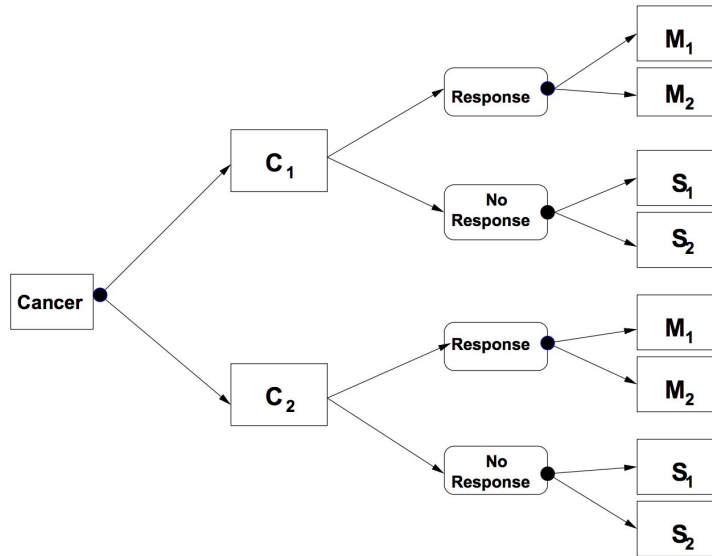 Cancer
C1
C2
Response
No
Response
Response
No
Response
M1
M2
S1
S2
M1
M2
S1
S2